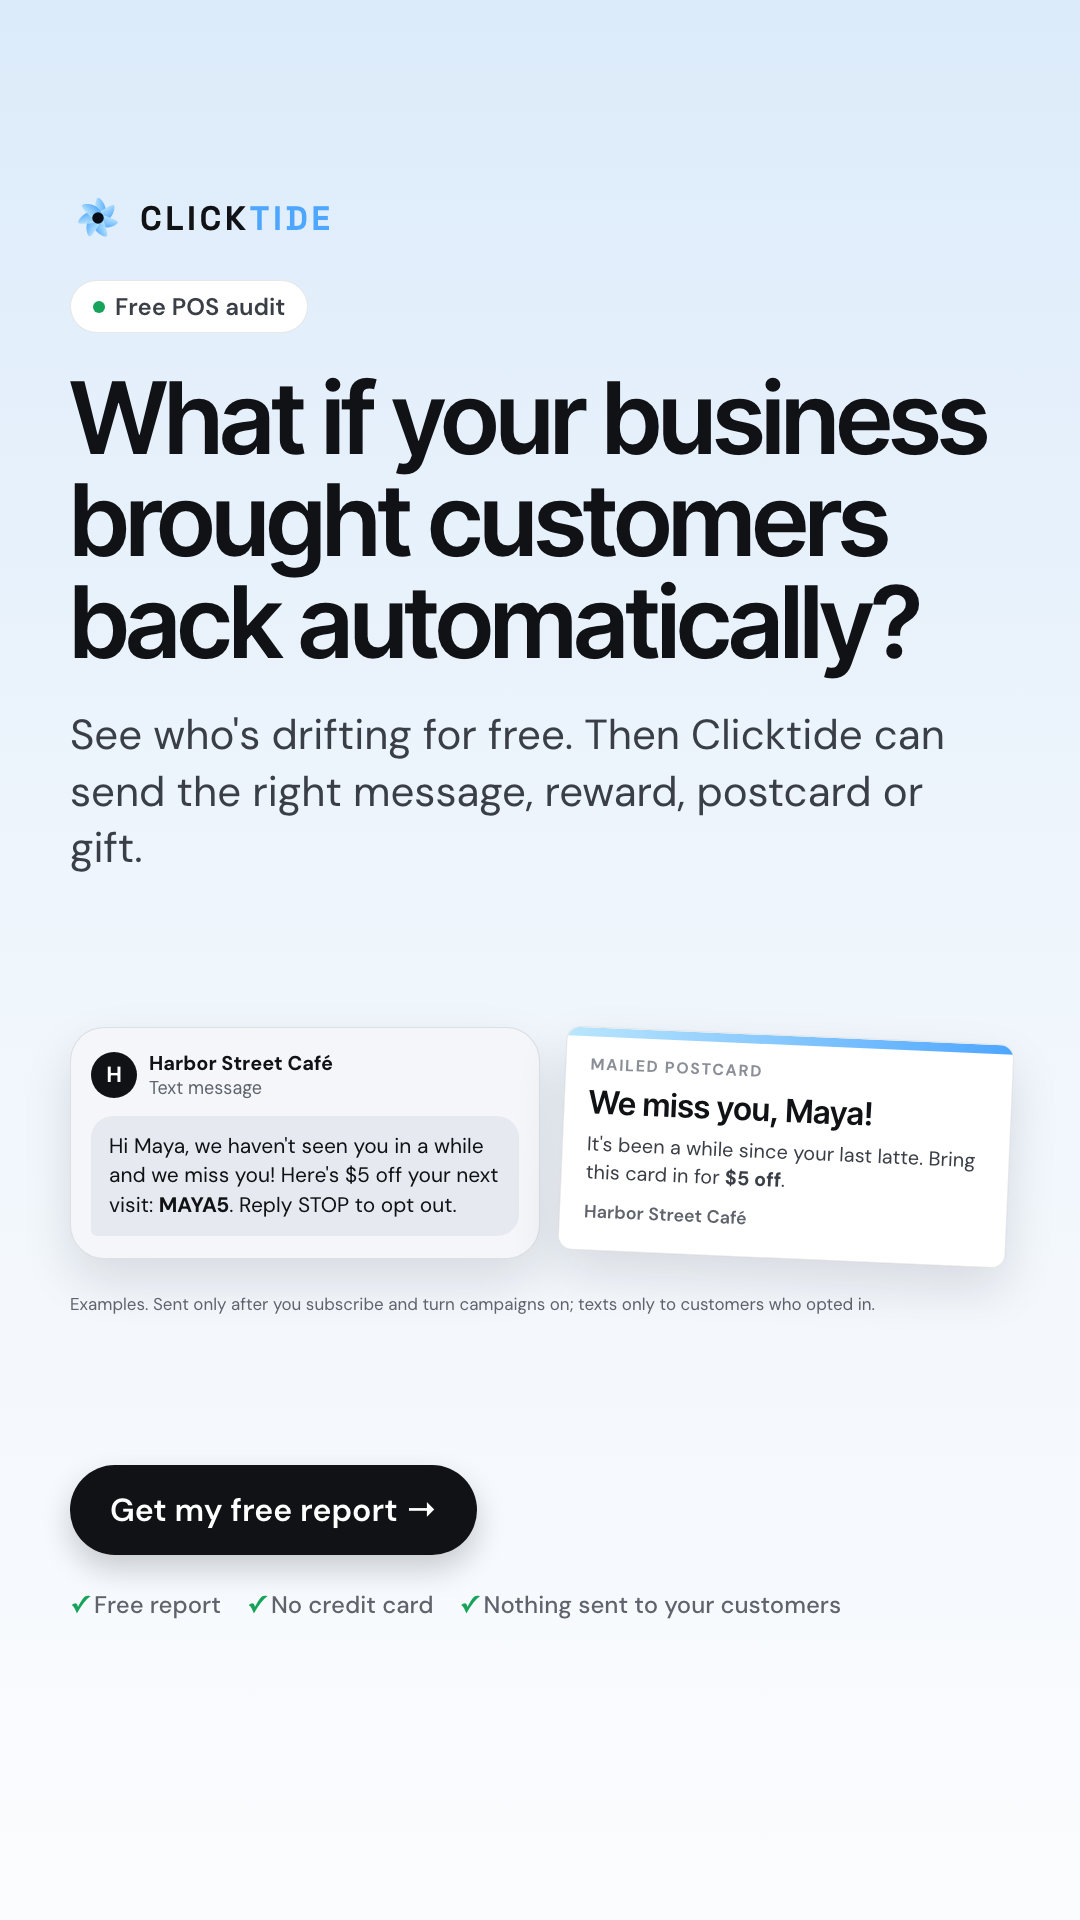 CLICKTIDE
Free POS audit
What if your business
brought customers
back automatically?
See who's drifting for free. Then Clicktide can
send the right message, reward, postcard or
gift.
H
Harbor Street Café
Text message
Hi Maya, we haven't seen you in a while
and we miss you! Here's $5 off your next
visit: MAYA5. Reply STOP to opt out.
MAILED POSTCARD
We miss you, Maya!
It's been a while since your last latte. Bring
this card in for $5 off.
Harbor Street Café
Examples. Sent only after you subscribe and turn campaigns on; texts only to customers who opted in.
Get my free report →
✓Free report ✓No credit card ✓Nothing sent to your customers